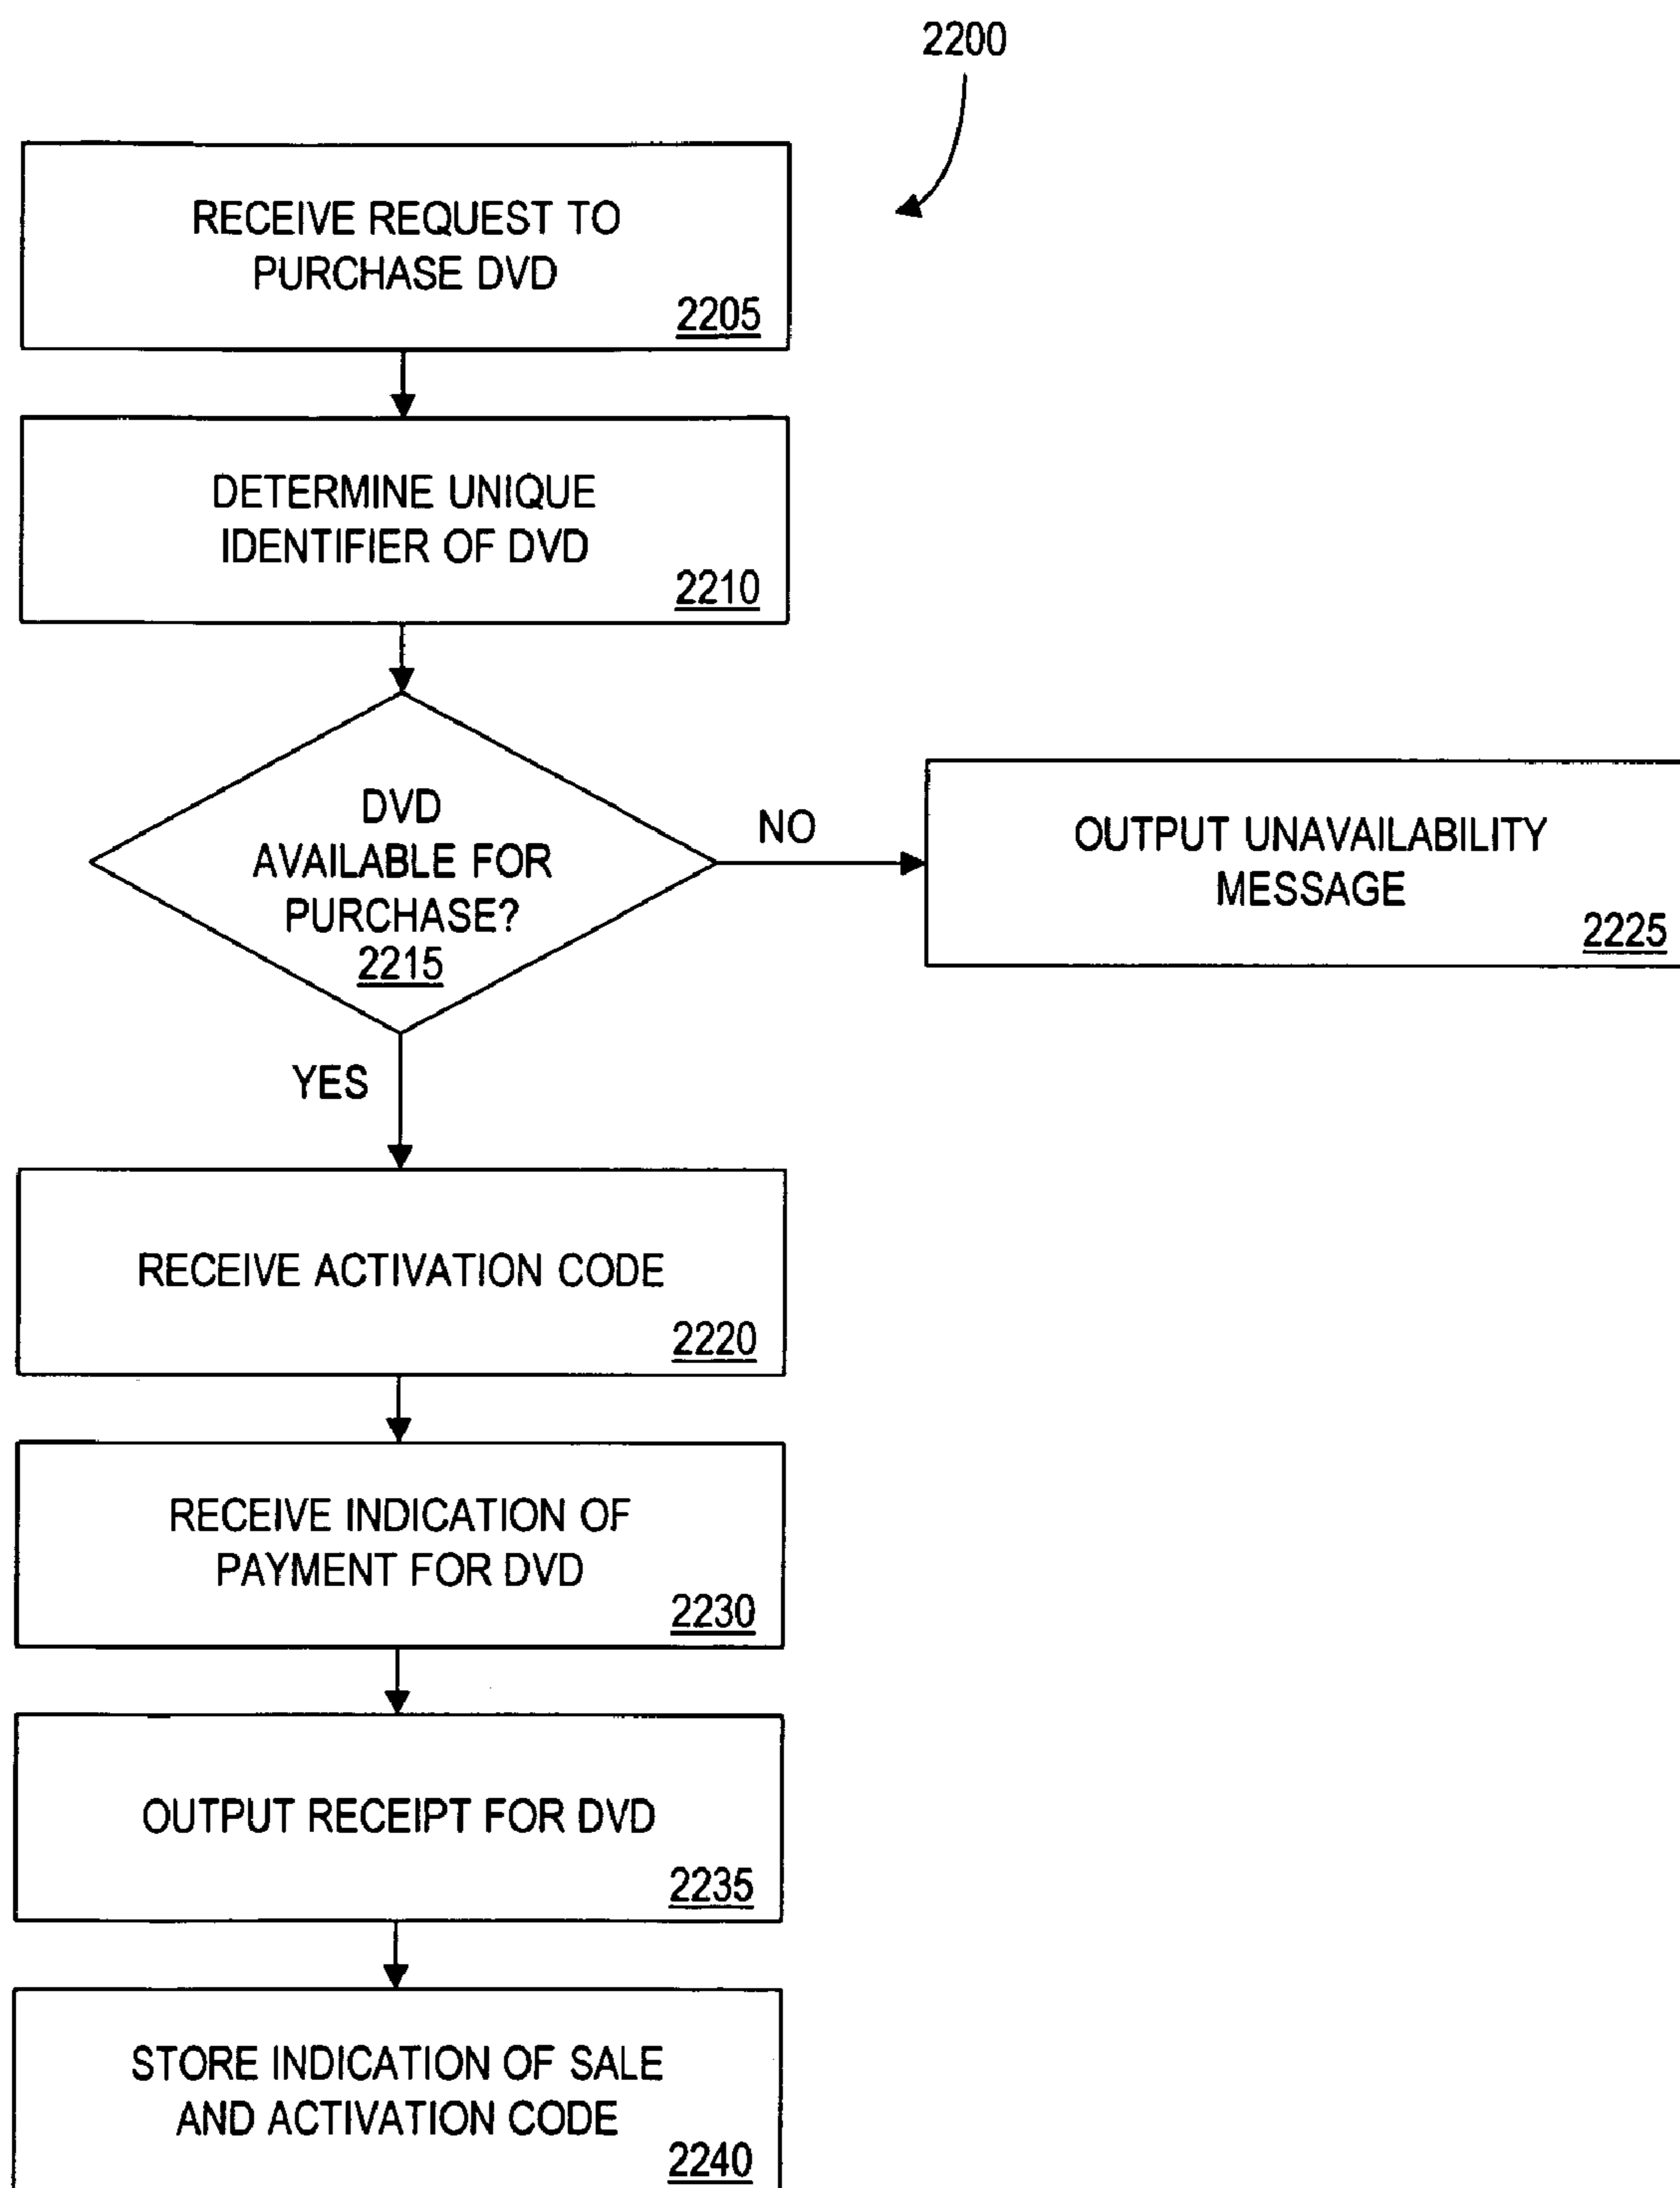 2200
RECEIVE REQUEST TO
PURCHASE DVD
2205
DETERMINE UNIQUE
IDENTIFIER OF DVD
2210
DVD
AVAILABLE FOR
PURCHASE?
2215
NO
OUTPUT UNAVAILABILITY
MESSAGE
2225
YES
RECEIVE ACTIVATION CODE
2220
RECEIVE INDICATION OF
PAYMENT FOR DVD
2230
OUTPUT RECEIPT FOR DVD
2235
STORE INDICATION OF SALE
AND ACTIVATION CODE
2240